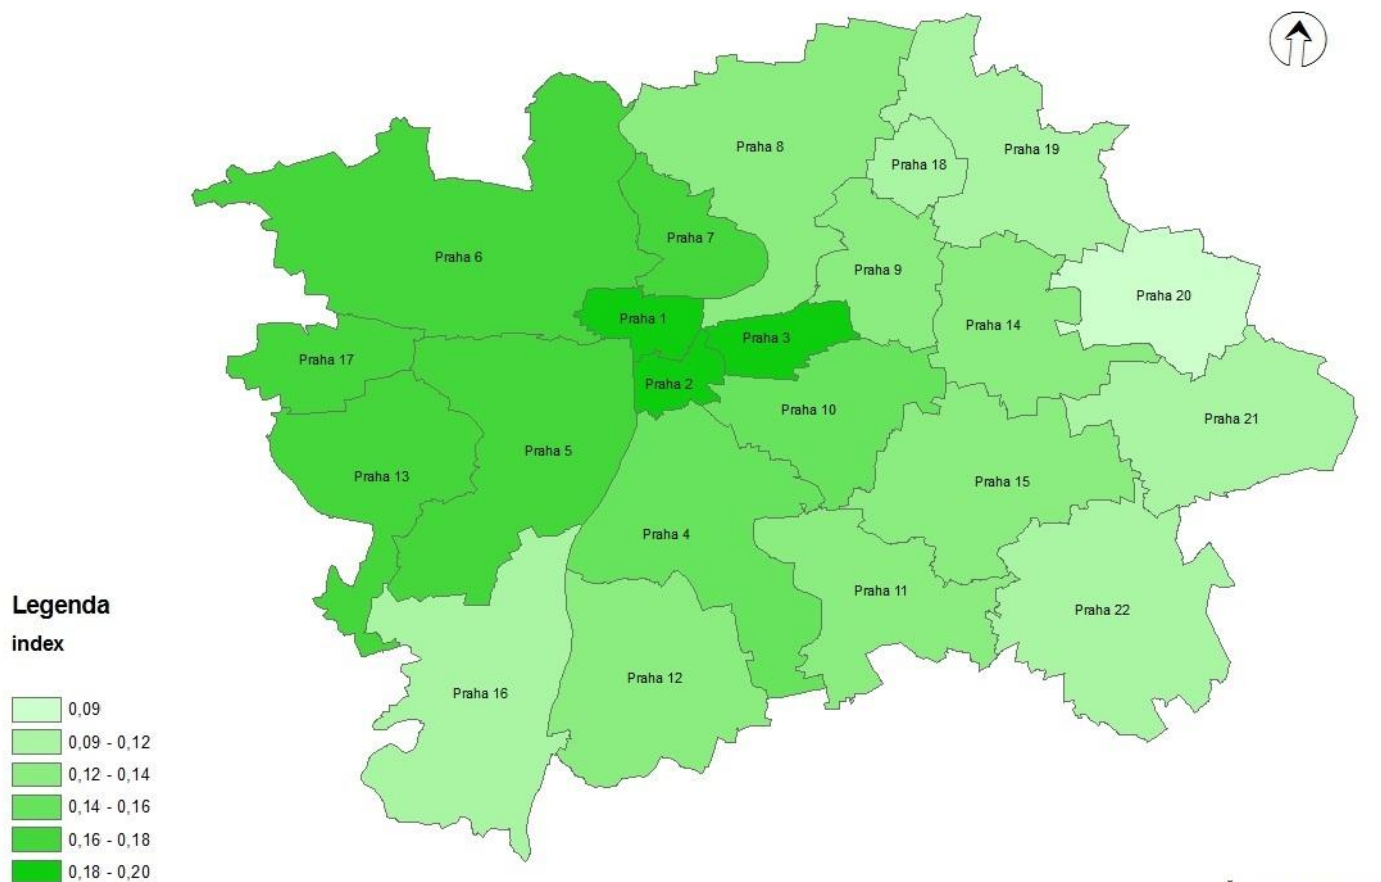 Praha 8
Praha 19
Praha 18
Praha 7
Praha 6
Praha 9
Praha 20
Praha 1
Praha 14
Praha 3
Praha 17
Praha 2
Praha 10
Praha 21
Praha 5
Praha 13
Praha 15
Praha 4
Praha 11
Praha 22
Praha 12
Praha 16
Legenda
index
0,09
0,09 - 0,12
0,12 - 0,14
0,14 - 0,16
0,16 - 0,18
0,18 - 0,20